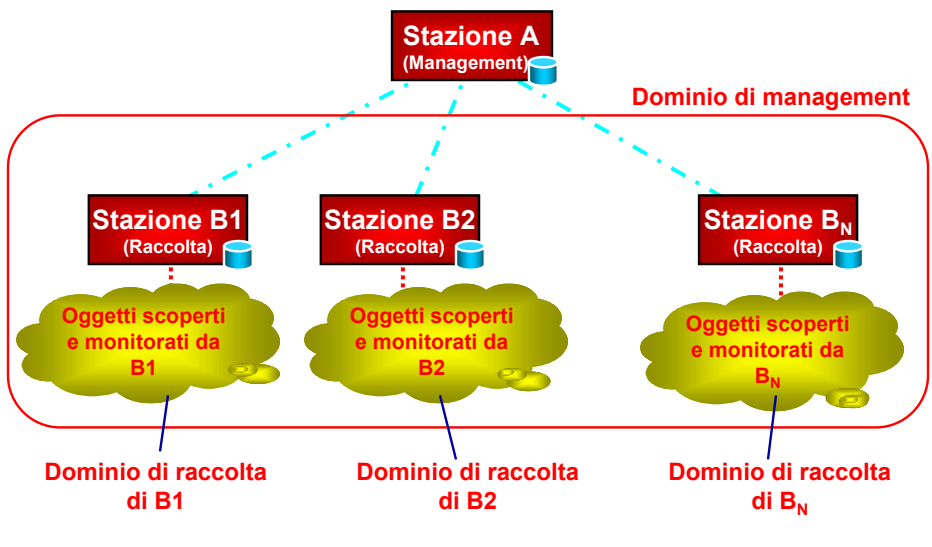 Stazione A
(Management)
Dominio di management
Stazione B1
(Raccolta)
Stazione B2
(Raccolta)
Stazione BN
(Raccolta)
Oggetti scoperti
e monitorati da
B1
Oggetti scoperti
e monitorati da
B2
Oggetti scoperti
e monitorati da
BN
Dominio di raccolta
di B1
Dominio di raccolta
di B2
Dominio di raccolta
di BN